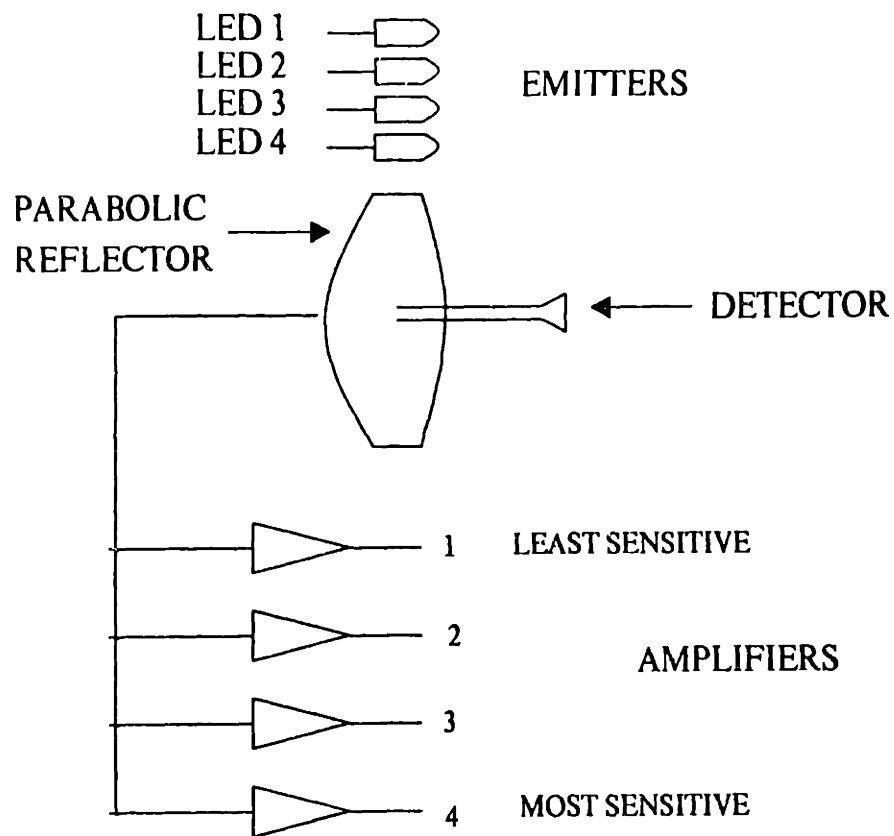 LED 1
LED 2
LED 3
LED 4
EMITTERS
PARABOLIC
REFLECTOR
DETECTOR
1 LEAST SENSITIVE
2
AMPLIFIERS
3
4 MOST SENSITIVE